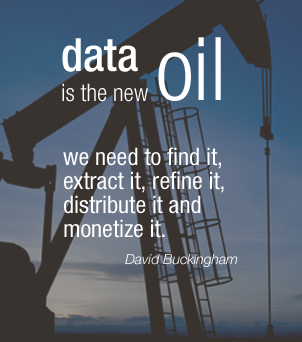 data
is the new oil
we need to find it,
extract it, refine it,
distribute it and
monetize it.
David Buckingham